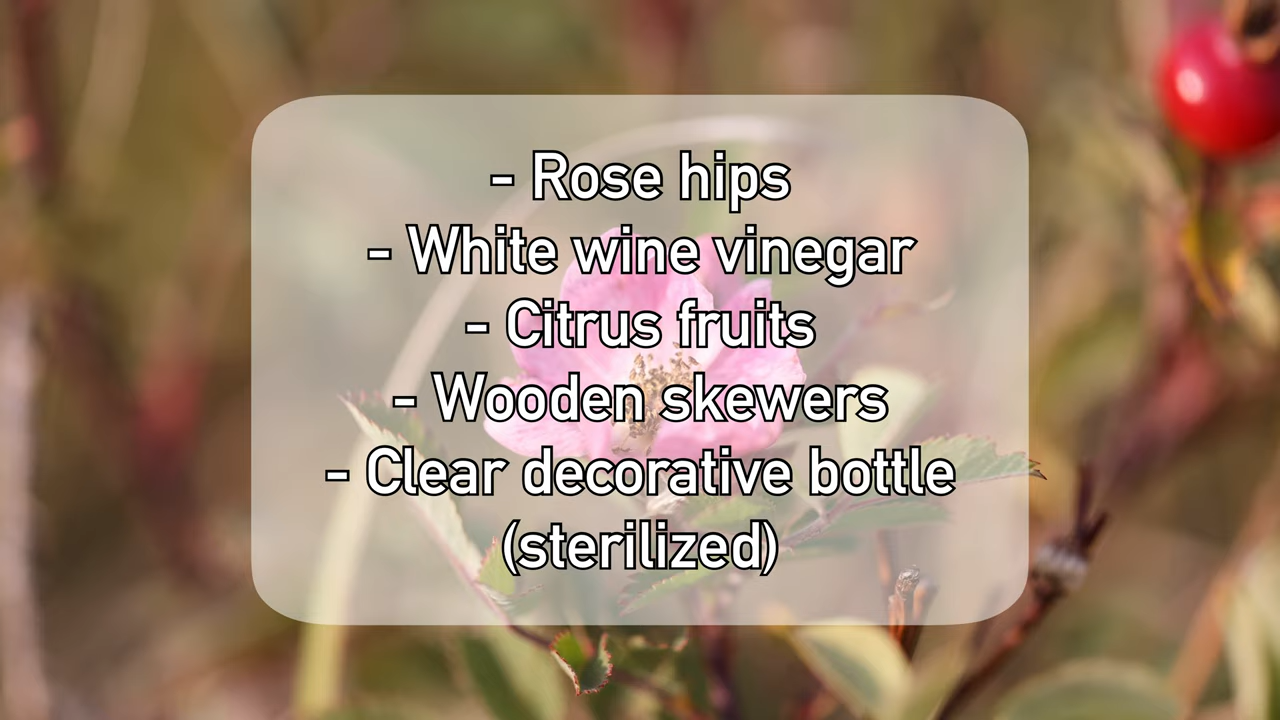 - Rose hips
- White wine vinegar
- Citrus fruits
- Wooden skewers
- Clear decorative bottle
(sterilized)